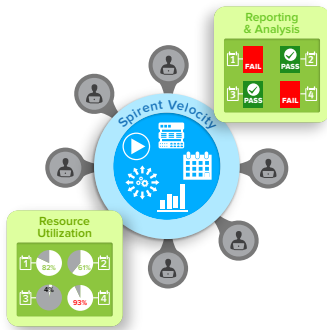 Reporting
& Analysis
1 FAIL PASS 2
3 PASS FAIL 4
Spirent Velocity
Resource
Utilization
1 82% 61% 2
3 4% 93% 4